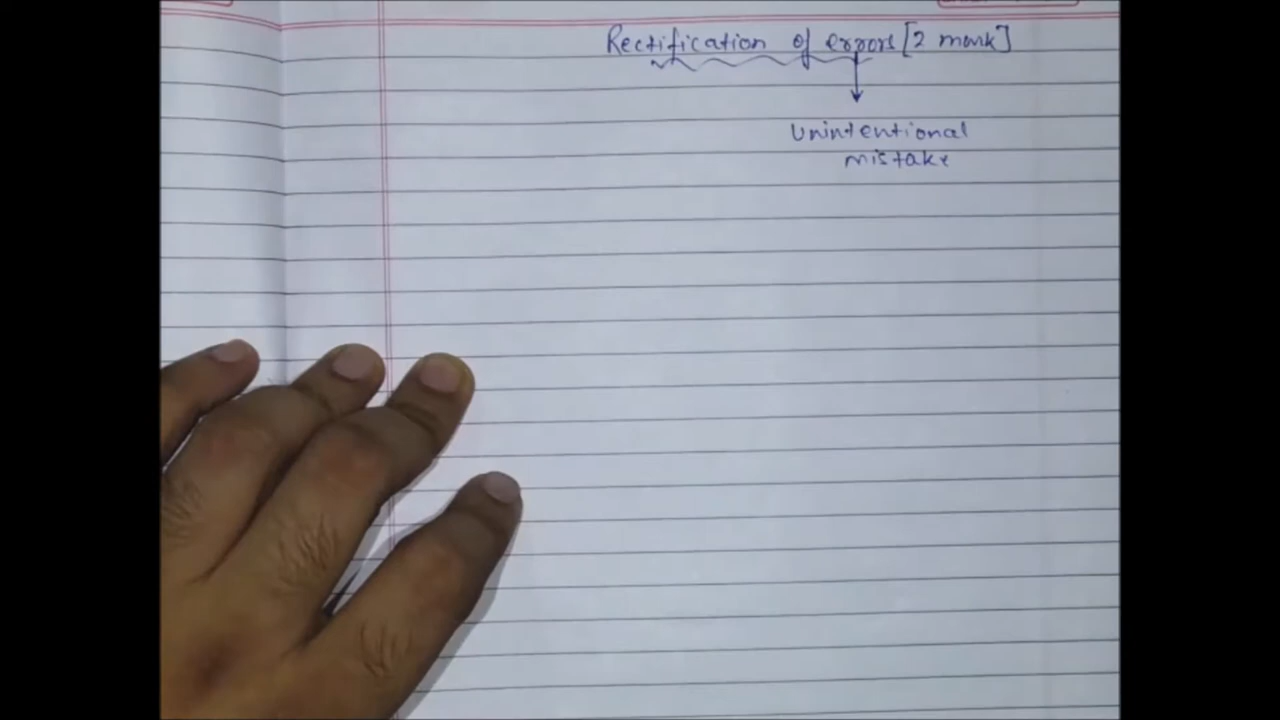 Rectification of errors [2 mark]
Unintentional
mistake